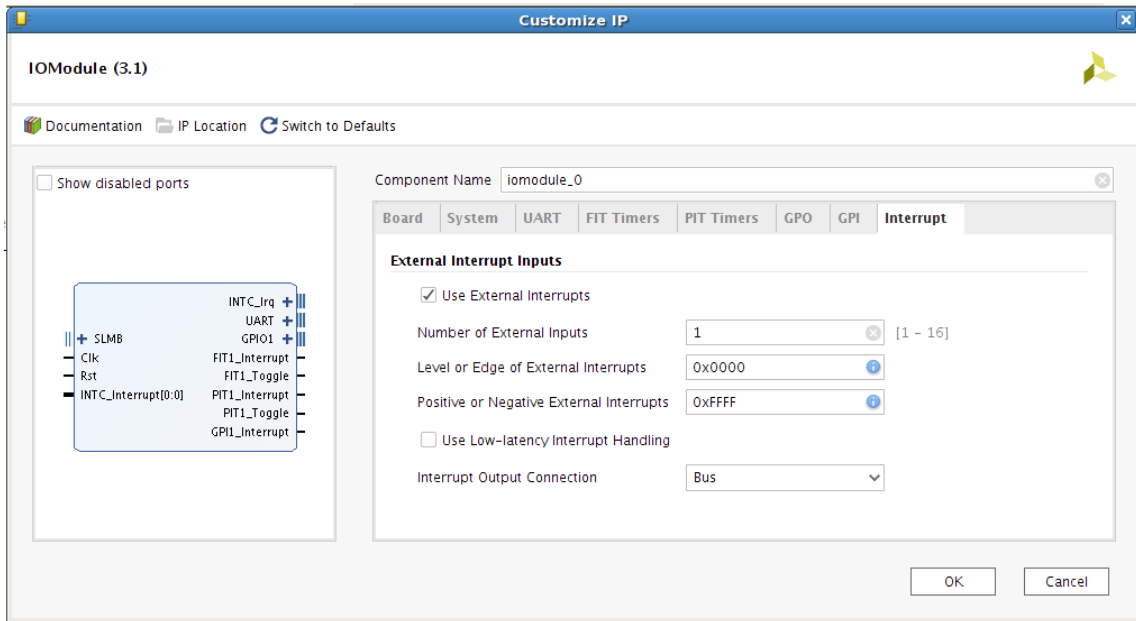 Customize IP
IOModule (3.1)
Documentation IP Location Switch to Defaults
Show disabled ports
INTC_Irq
UART
SLMB GPIO1
Clk FIT1_Interrupt
Rst FIT1_Toggle
INTC_Interrupt[0:0] PIT1_Interrupt
PIT1_Toggle
GPI1_Interrupt
Component Name iomodule_0
Board System UART FIT Timers PIT Timers GPO GPI Interrupt
External Interrupt Inputs
Use External Interrupts
Number of External Inputs 1 [1 - 16]
Level or Edge of External Interrupts 0x0000
Positive or Negative External Interrupts 0xFFFF
Use Low-latency Interrupt Handling
Interrupt Output Connection Bus
OK Cancel